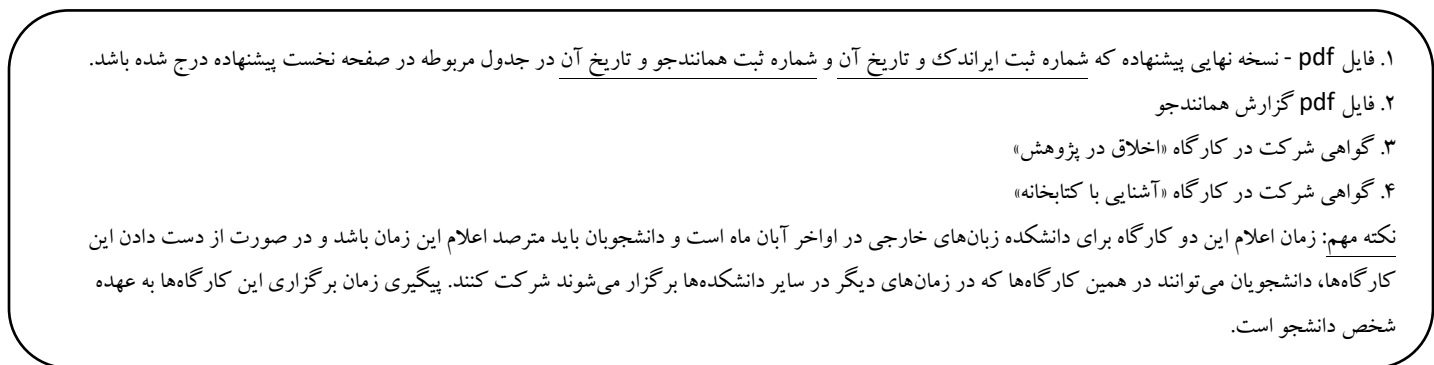 ۱. فایل pdf - نسخه نهایی پیشنهاده که شماره ثبت ایراندک و تاریخ آن و شماره ثبت همانندجو و تاریخ آن در جدول مربوطه در صفحه نخست پیشنهاده درج شده باشد.
۲. فایل pdf گزارش همانندجو
۳. گواهی شرکت در کارگاه «اخلاق در پژوهش»
۴. گواهی شرکت در کارگاه «آشنایی با کتابخانه»
نکته مهم: زمان اعلام این دو کارگاه برای دانشکده زبان‌های خارجی در اواخر آبان ماه است و دانشجوبان باید مترصد اعلام این زمان باشد و در صورت از دست دادن این
کارگاه‌ها، دانشجویان می‌توانند در همین کارگاه‌ها که در زمان‌های دیگر در سایر دانشکده‌ها برگزار می‌شوند شرکت کنند. پیگیری زمان برگزاری این کارگاه‌ها به عهده
شخص دانشجو است.